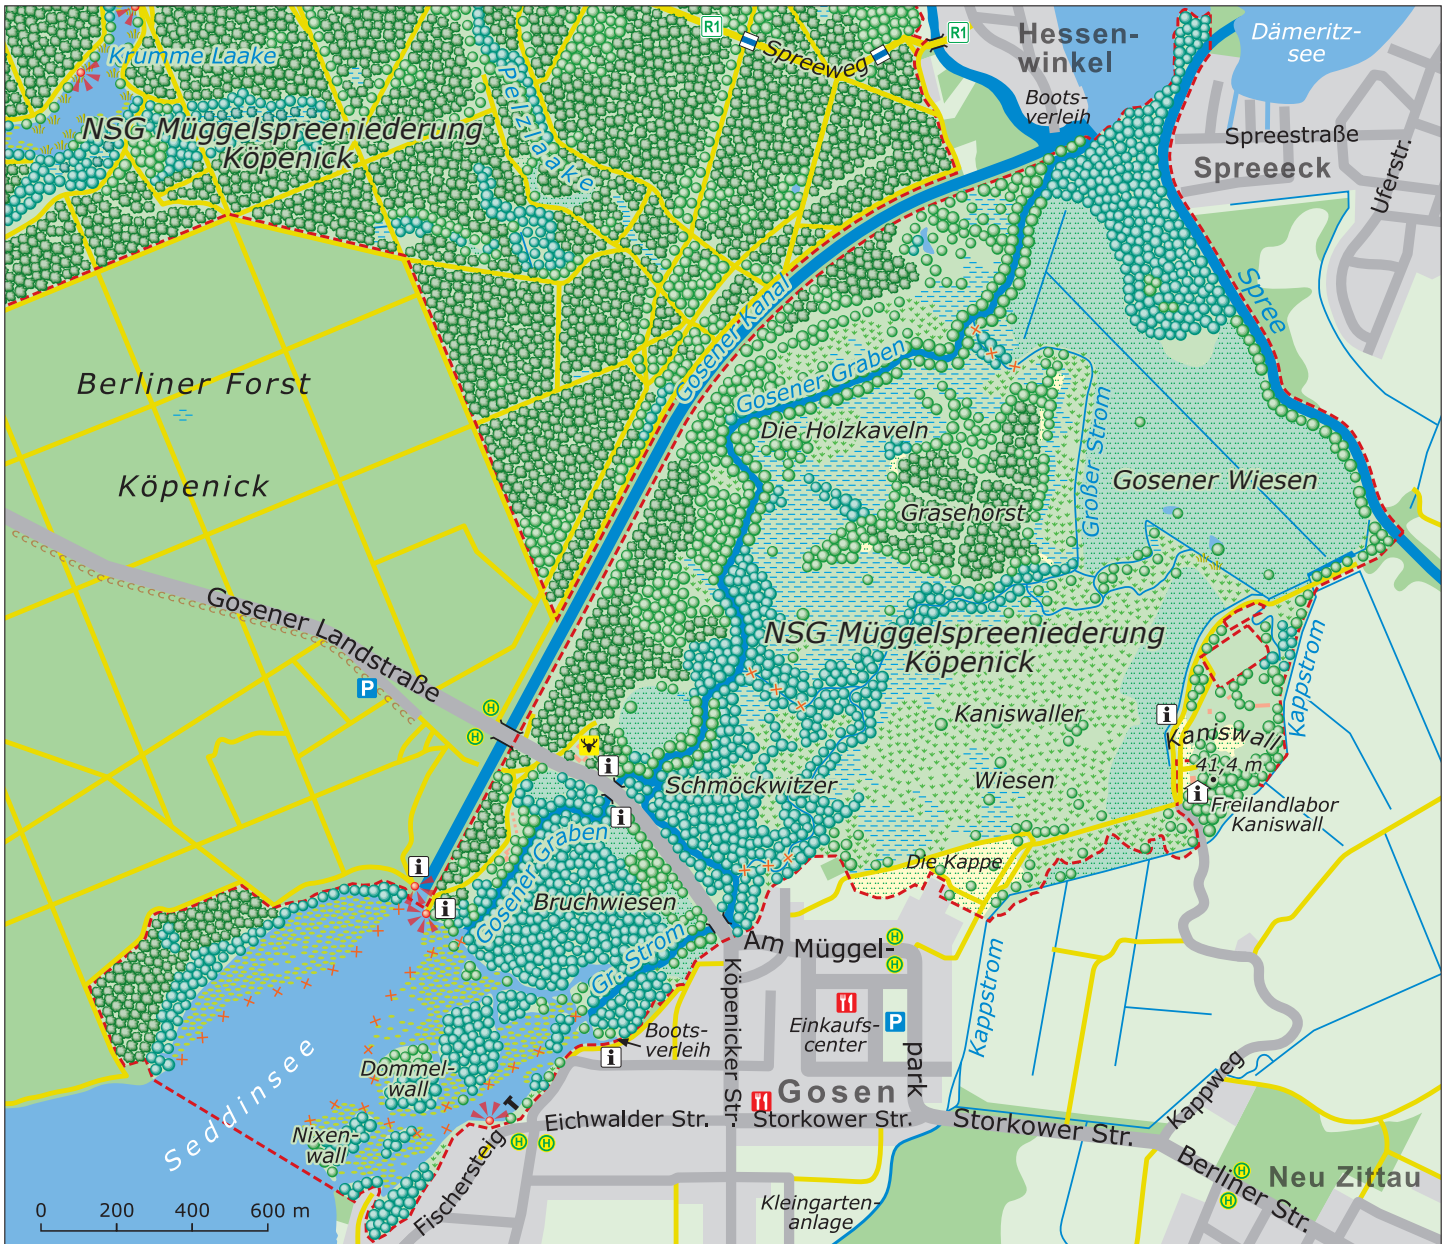 R1
R1
Krumme Laake
Spreeweg
Hessen-
winkel
Dämeritz-
see
Boots-
verleih
Pelzlaake
NSG Müggelspreeniederung
Köpenick
Spreestraße
Spreeeck
Uferstr.
Spree
Gosener Kanal
Gosener Graben
Berliner Forst
Köpenick
Die Holzkaveln
Großer Strom
Gosener Wiesen
Grasehorst
Gosener Landstraße
NSG Müggelspreeniederung
Köpenick
Kappstrom
P
H
H
Kaniswaller
Wiesen
i
Kaniswall
41,4 m
i
Freilandlabor
Kaniswall
i
Schmöckwitzer
i
Gosener Graben
Die Kappe
i
i
Bruchwiesen
Gr. Strom
Am Müggel-
park
H
H
Kappstrom
Köpenicker Str.
Einkaufs-
center
P
Boots-
verleih
i
Seddinsee
Dommel-
wall
Nixen-
wall
Gosen
Eichwalder Str.
Storkower Str.
Storkower Str.
Kappweg
Fischersteig
H
H
Berliner Str.
H
H
Neu Zittau
Kleingarten-
anlage
0 200 400 600 m